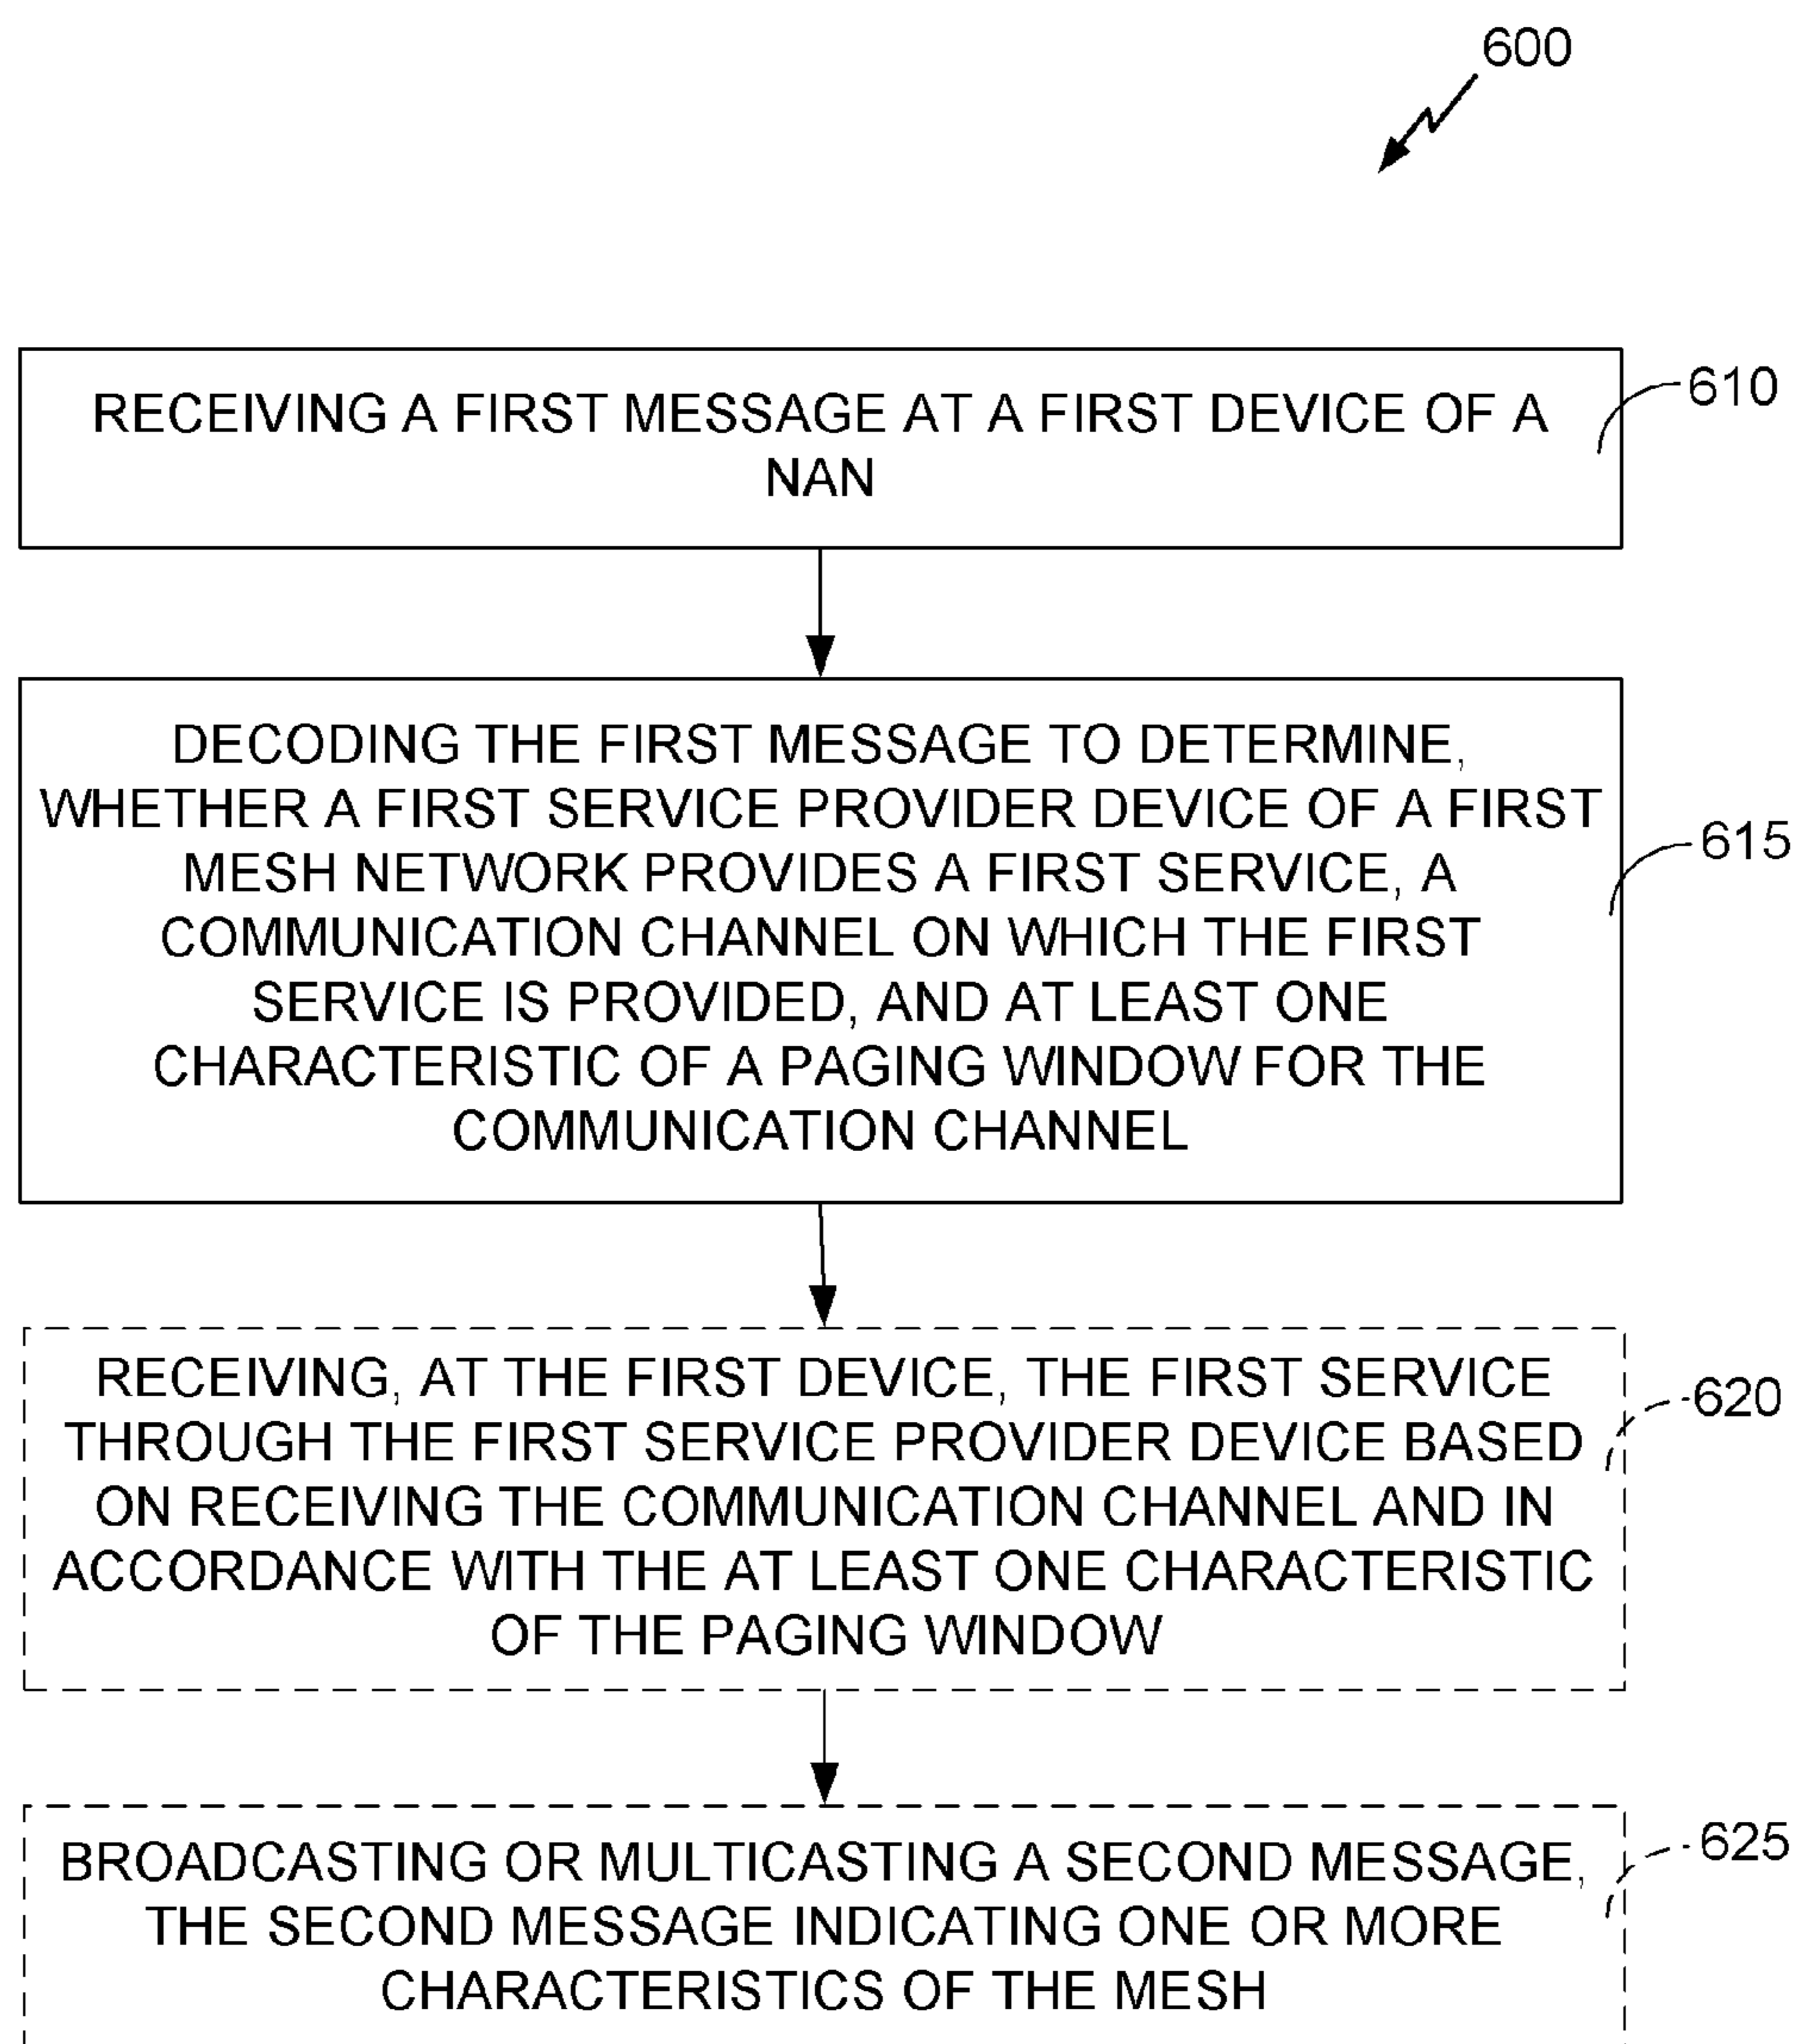 600
RECEIVING A FIRST MESSAGE AT A FIRST DEVICE OF A
NAN
610
DECODING THE FIRST MESSAGE TO DETERMINE,
WHETHER A FIRST SERVICE PROVIDER DEVICE OF A FIRST
MESH NETWORK PROVIDES A FIRST SERVICE, A
COMMUNICATION CHANNEL ON WHICH THE FIRST
SERVICE IS PROVIDED, AND AT LEAST ONE
CHARACTERISTIC OF A PAGING WINDOW FOR THE
COMMUNICATION CHANNEL
615
RECEIVING, AT THE FIRST DEVICE, THE FIRST SERVICE
THROUGH THE FIRST SERVICE PROVIDER DEVICE BASED
ON RECEIVING THE COMMUNICATION CHANNEL AND IN
ACCORDANCE WITH THE AT LEAST ONE CHARACTERISTIC
OF THE PAGING WINDOW
620
BROADCASTING OR MULTICASTING A SECOND MESSAGE,
THE SECOND MESSAGE INDICATING ONE OR MORE
CHARACTERISTICS OF THE MESH
625